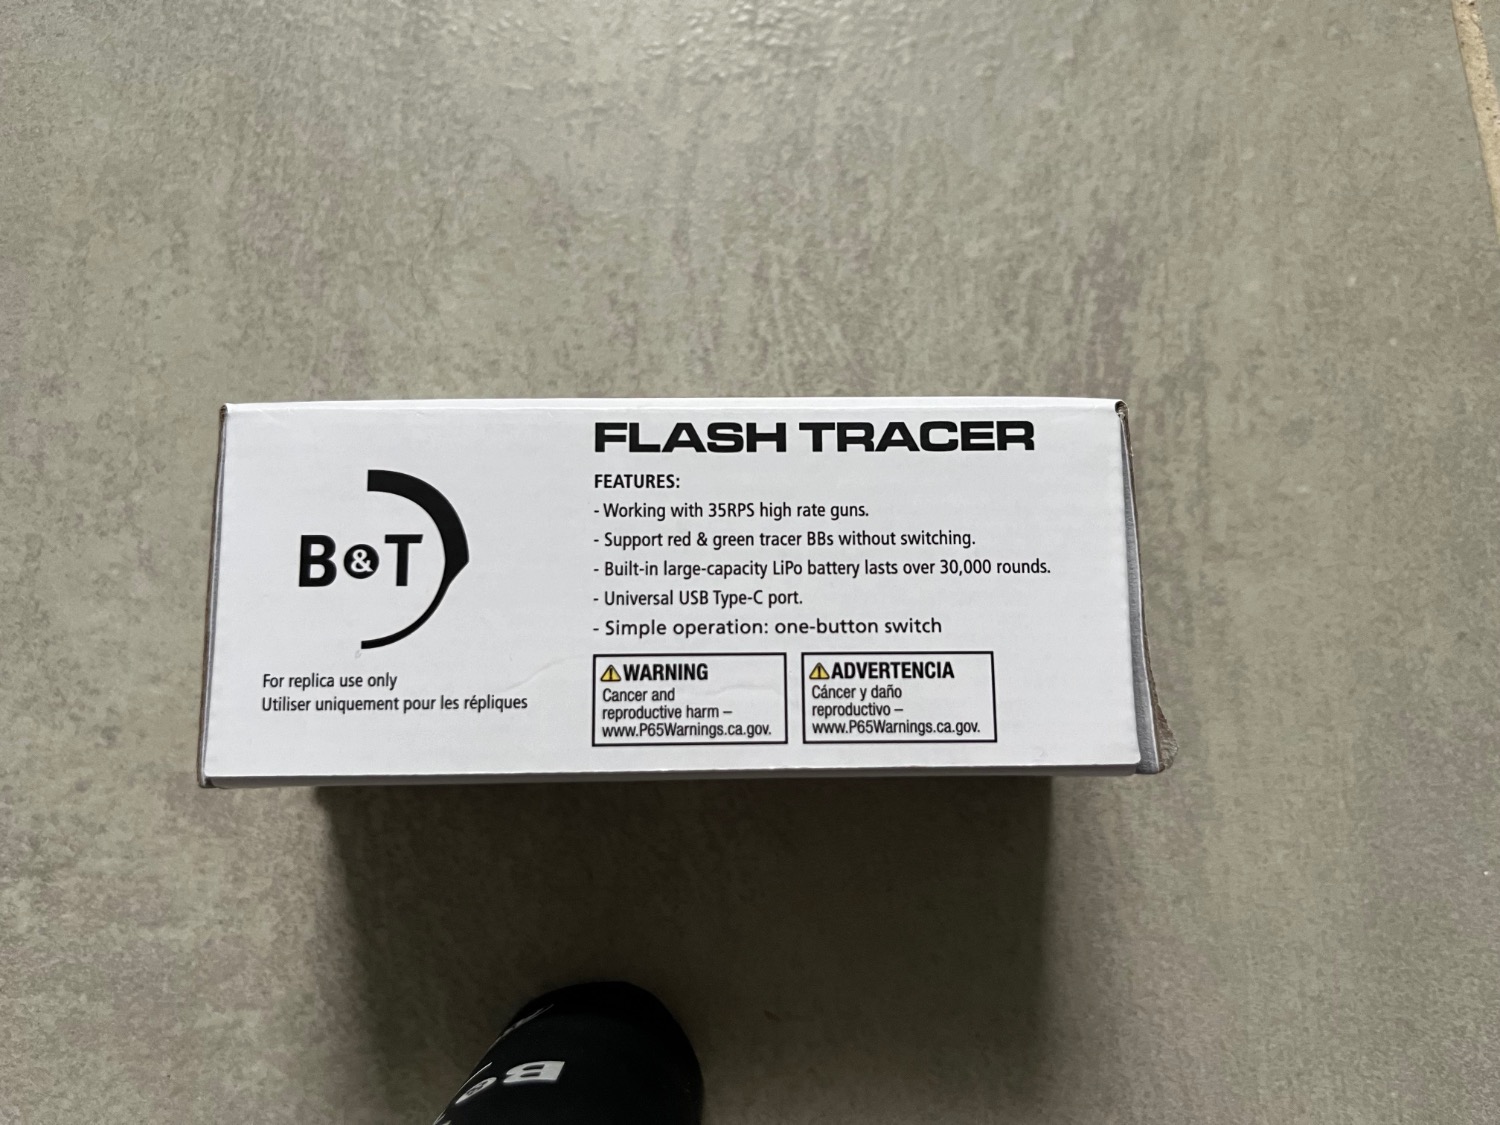 B&T
For replica use only
Utiliser uniquement pour les répliques
FLASH TRACER
FEATURES:
- Working with 35RPS high rate guns.
- Support red & green tracer BBs without switching.
- Built-in large-capacity LiPo battery lasts over 30,000 rounds.
- Universal USB Type-C port.
- Simple operation: one-button switch
WARNING
Cancer and
reproductive harm –
www.P65Warnings.ca.gov.
ADVERTENCIA
Cáncer y daño
reproductivo –
www.P65Warnings.ca.gov.
B&